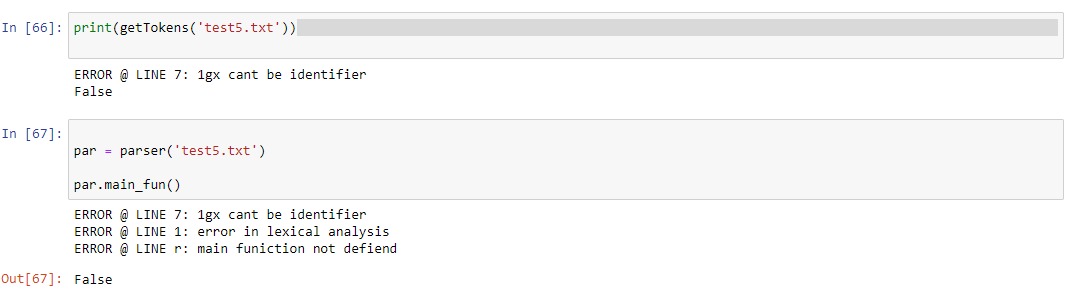 In [66]: print(getTokens('test5.txt'))
ERROR @ LINE 7: 1gx cant be identifier
False
In [67]:
par = parser('test5.txt')
par.main_fun()
ERROR @ LINE 7: 1gx cant be identifier
ERROR @ LINE 1: error in lexical analysis
ERROR @ LINE r: main funiction not defiend
Out[67]: False